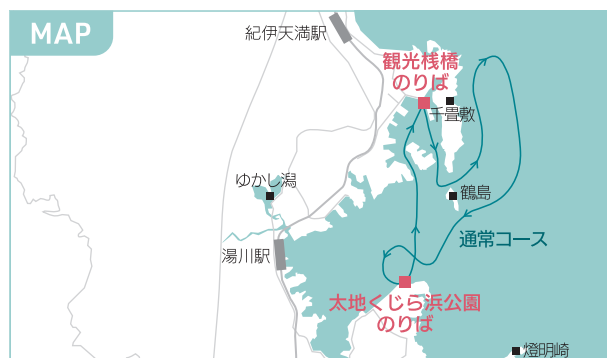 MAP
紀伊天満駅
観光桟橋
のりば
千畳敷
ゆかし潟
鶴島
通常コース
湯川駅
太地くじら浜公園
のりば
燈明崎